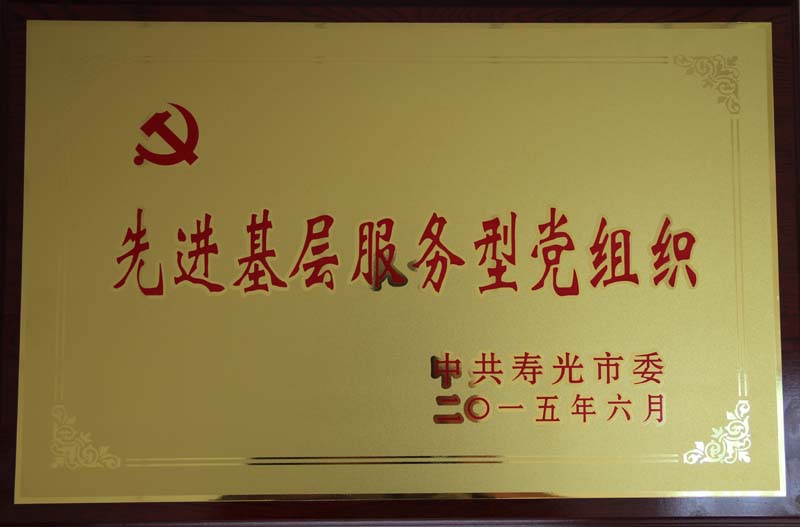 先进基层服务型党组织
中共寿光市委
二〇一五年六月